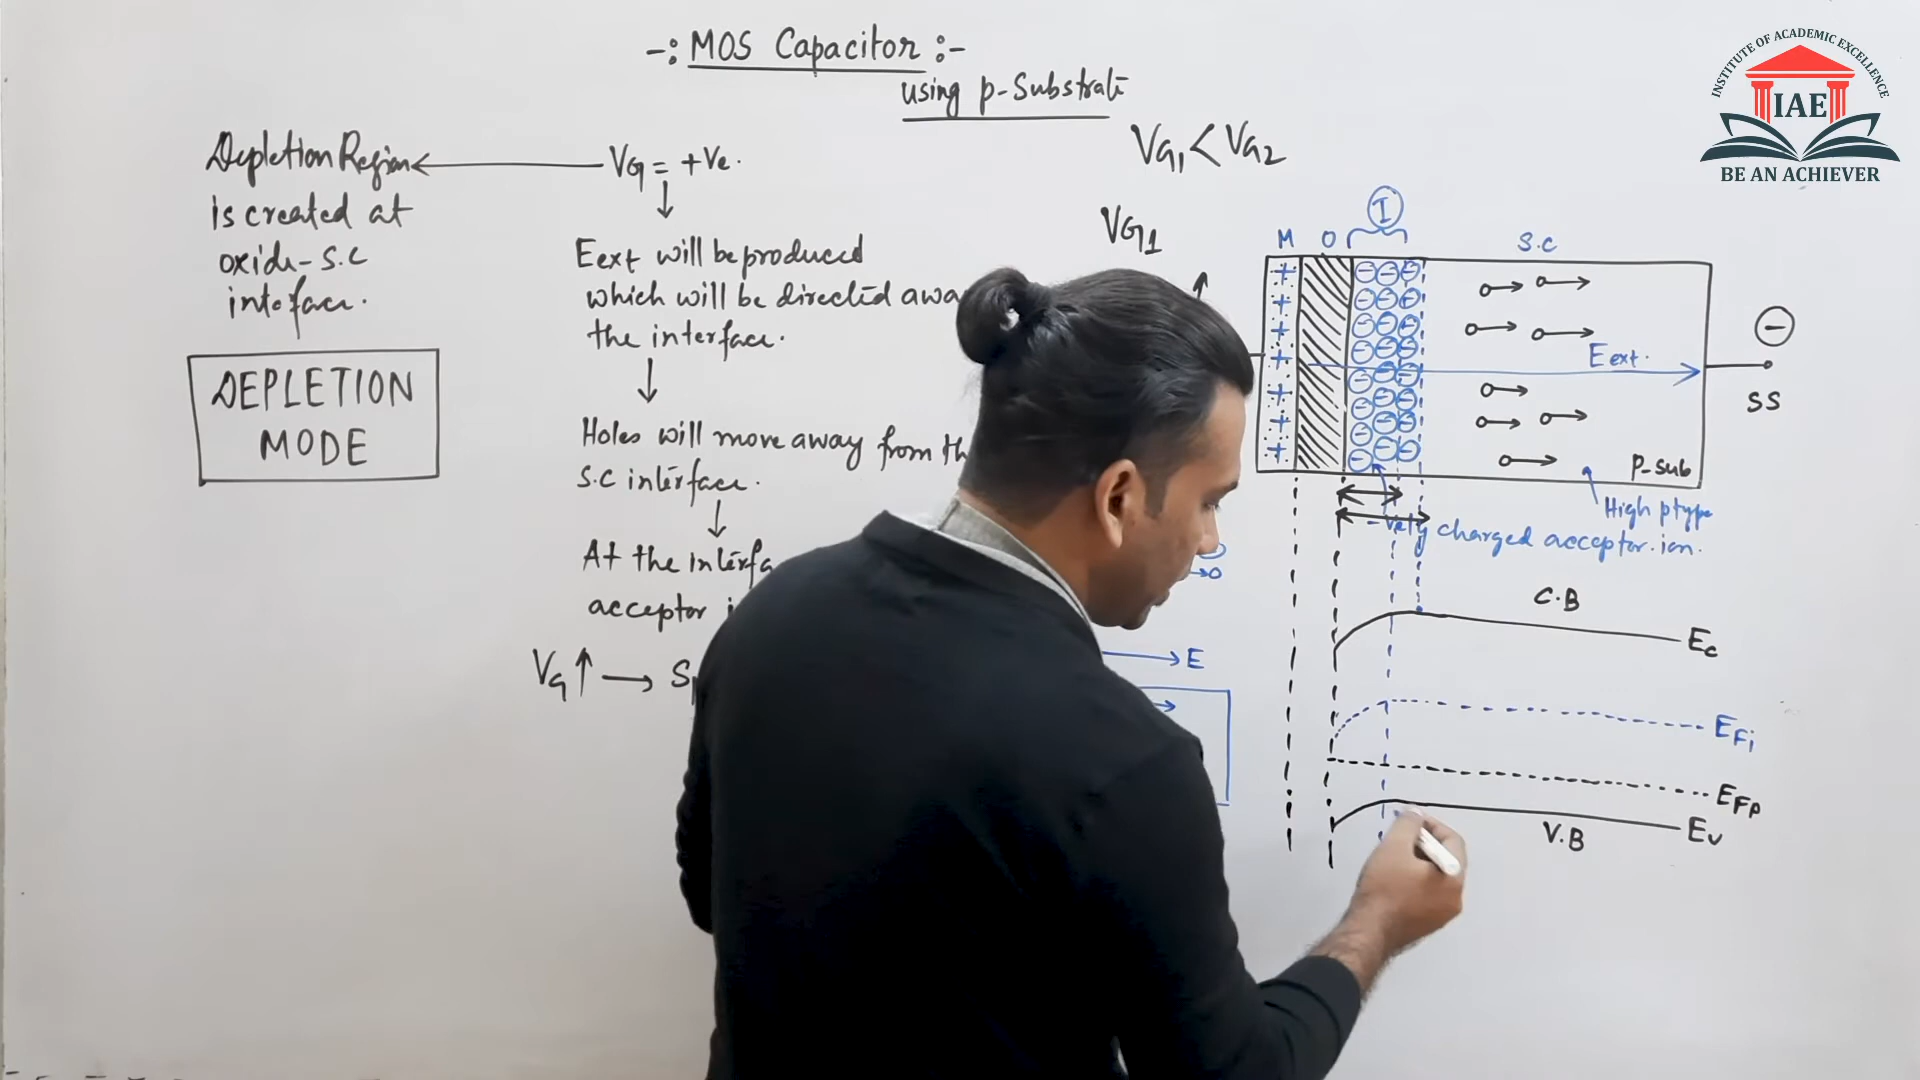 -: MOS Capacitor :-
using p-Substrate
Depletion Region
is created at
oxide-S.C
interface.
DEPLETION
MODE
VG = +Ve.
Eext will be produced
which will be directed away
the interface.
Holes will move away from th
S.C interface.
At the interfa
acceptor i
VG ↑ → S
E
VG1 < VG2
VG1
M O I S.C
Eext.
P-sub
SS
High ptype
-vely charged acceptor ion.
C.B
Ec
EFi
EFp
Ev
V.B
INSTITUTE OF ACADEMIC EXCELLENCE
IAE
BE AN ACHIEVER